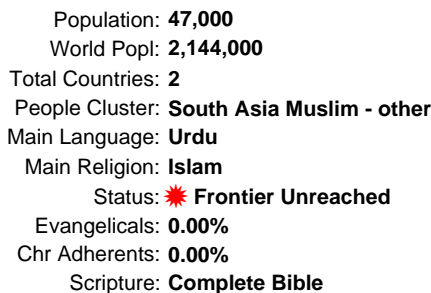 Population: 47,000
World Popl: 2,144,000
Total Countries: 2
People Cluster: South Asia Muslim - other
Main Language: Urdu
Main Religion: Islam
Status: Frontier Unreached
Evangelicals: 0.00%
Chr Adherents: 0.00%
Scripture: Complete Bible